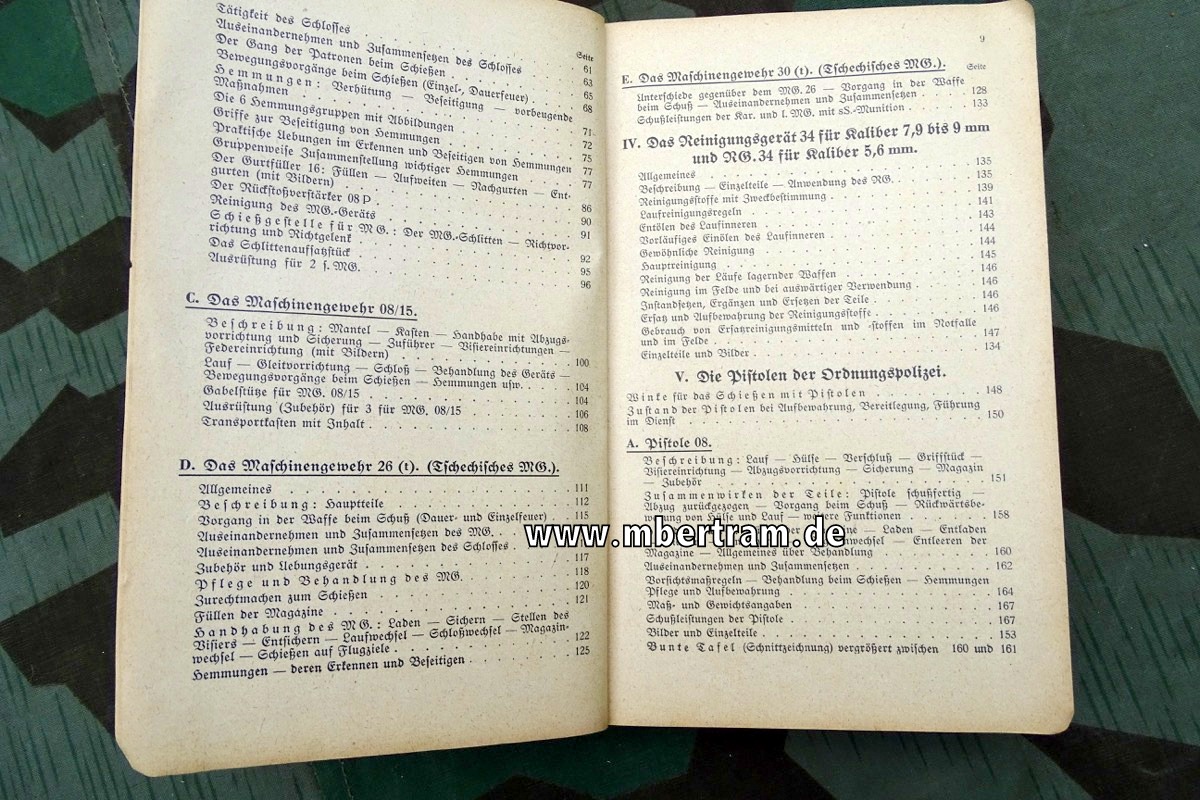 Tätigkeit des Schlosses
Seite
Auseinandernehmen und Zusammensetzen des Schlosses 61
Der Gang der Patronen beim Schießen 63
Bewegungsvorgänge beim Schießen (Einzel-, Dauerfeuer) 65
Hemmungen: Verhütung — Beseitigung — vorbeugende 68
Maßnahmen
Die 6 Hemmungsgruppen mit Abbildungen 71
Griffe zur Beseitigung von Hemmungen 72
Praktische Uebungen im Erkennen und Beseitigen von Hemmungen 75
Gruppenweise Zusammenstellung wichtiger Hemmungen 77
Der Gurtfüller 16: Füllen — Aufweiten — Nachgurten — Ent- 77
gurten (mit Bildern)
Der Rückstoßverstärker 08 P 86
Reinigung des MG.-Geräts 90
Schießgestelle für MG.: Der MG.-Schlitten — Richtvor- 91
richtung und Richtgelenk 92
Das Schlittenaufsatzstück 95
Ausrüstung für 2 s. MG. 96
C. Das Maschinengewehr 08/15.
Beschreibung: Mantel — Kasten — Handhabe mit Abzugs-
vorrichtung und Sicherung — Zuführer — Visiereinrichtungen —
Federeinrichtung (mit Bildern) 100
Lauf — Gleitvorrichtung — Schloß — Behandlung des Geräts —
Bewegungsvorgänge beim Schießen — Hemmungen usw. 104
Gabelstütze für MG. 08/15 104
Ausrüstung (Zubehör) für 3 für MG. 08/15 106
Transportkasten mit Inhalt 108
D. Das Maschinengewehr 26 (t). (Tschechisches MG.).
Allgemeines 111
Beschreibung: Hauptteile 112
Vorgang in der Waffe beim Schuß (Dauer- und Einzelfeuer) 115
Auseinandernehmen und Zusammensetzen des MG.
Auseinandernehmen und Zusammensetzen des Schlosses
Zubehör und Uebungsgerät 117
Pflege und Behandlung des MG. 118
Zurechtmachen zum Schießen 120
Füllen der Magazine 121
Handhabung des MG.: Laden — Sichern — Stellen des
Visiers — Entsichern — Laufwechsel — Schloßwechsel — Magazin-
wechsel — Schießen auf Flugziele 122
Hemmungen — deren Erkennen und Beseitigen 125
9
E. Das Maschinengewehr 30 (t). (Tschechisches MG.).
Seite
Unterschiede gegenüber dem MG. 26 — Vorgang in der Waffe
beim Schuß — Auseinandernehmen und Zusammensetzen 128
Schußleistungen der Kar. und l. MG. mit sS.-Munition 133
IV. Das Reinigungsgerät 34 für Kaliber 7,9 bis 9 mm
und RG. 34 für Kaliber 5,6 mm.
Allgemeines 135
Beschreibung — Einzelteile — Anwendung des RG. 135
Reinigungsstoffe mit Zweckbestimmung 139
Laufreinigungsregeln 141
Entölen des Laufinneren 143
Vorläufiges Einölen des Laufinneren 144
Gewöhnliche Reinigung 144
Hauptreinigung 145
Reinigung der Läufe lagernder Waffen 146
Reinigung im Felde und bei auswärtiger Verwendung 146
Instandsetzen, Ergänzen und Ersetzen der Teile 146
Ersatz und Aufbewahrung der Reinigungsstoffe 146
Gebrauch von Ersatzreinigungsmitteln und -stoffen im Notfalle
und im Felde 147
Einzelteile und Bilder 134
V. Die Pistolen der Ordnungspolizei.
Winke für das Schießen mit Pistolen 148
Zustand der Pistolen bei Aufbewahrung, Bereitlegung, Führung
im Dienst 150
A. Pistole 08.
Beschreibung: Lauf — Hülse — Verschluß — Griffstück —
Visiereinrichtung — Abzugsvorrichtung — Sicherung — Magazin
— Zubehör 151
Zusammenwirken der Teile: Pistole schußfertig —
Abzug zurückgezogen — Vorgang beim Schuß — Rückwärtsbe-
wegung von Hülse und Lauf — weitere Funktionen 158
www.mbertram.de
— Laden — Entladen
— Entleeren der
Magazine — Allgemeines über Behandlung 160
Auseinandernehmen und Zusammensetzen 162
Vorsichtsmaßregeln — Behandlung beim Schießen — Hemmungen
Pflege und Aufbewahrung 164
Maß- und Gewichtsangaben 167
Schußleistungen der Pistole 167
Bilder und Einzelteile 153
Bunte Tafel (Schnittzeichnung) vergrößert zwischen 160 und 161